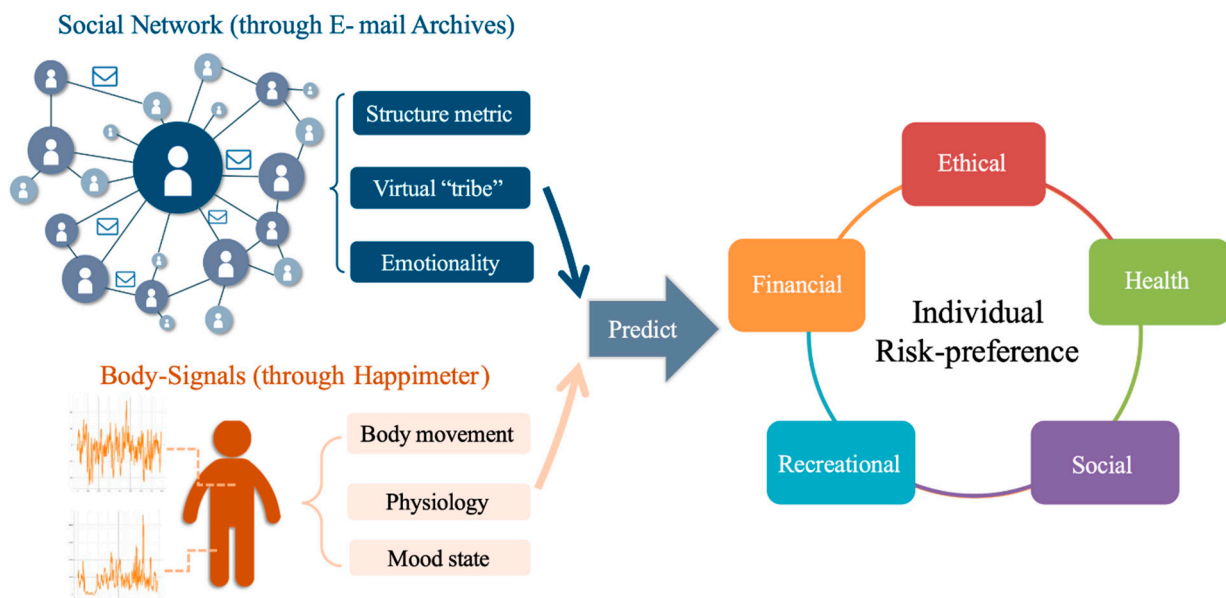 Social Network (through E- mail Archives)
Structure metric
Virtual “tribe”
Emotionality
Body-Signals (through Happimeter)
Body movement
Physiology
Mood state
Predict
Ethical
Financial
Health
Individual
Risk-preference
Recreational
Social